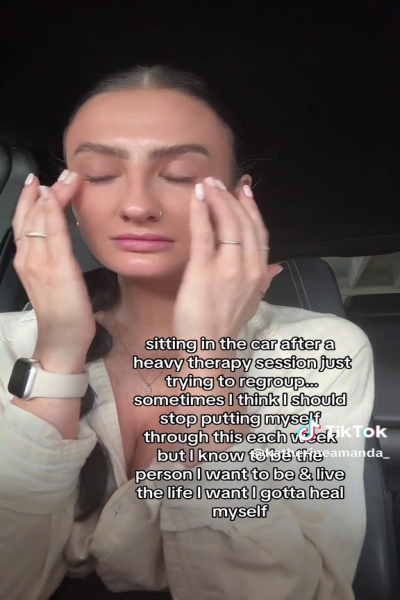 sitting in the car after a
heavy therapy session just
trying to regroup...
sometimes I think I should
stop putting myself
through this each week
but I know to be the
person I want to be & live
the life I want I gotta heal
myself
TikTok
@katherineamanda_